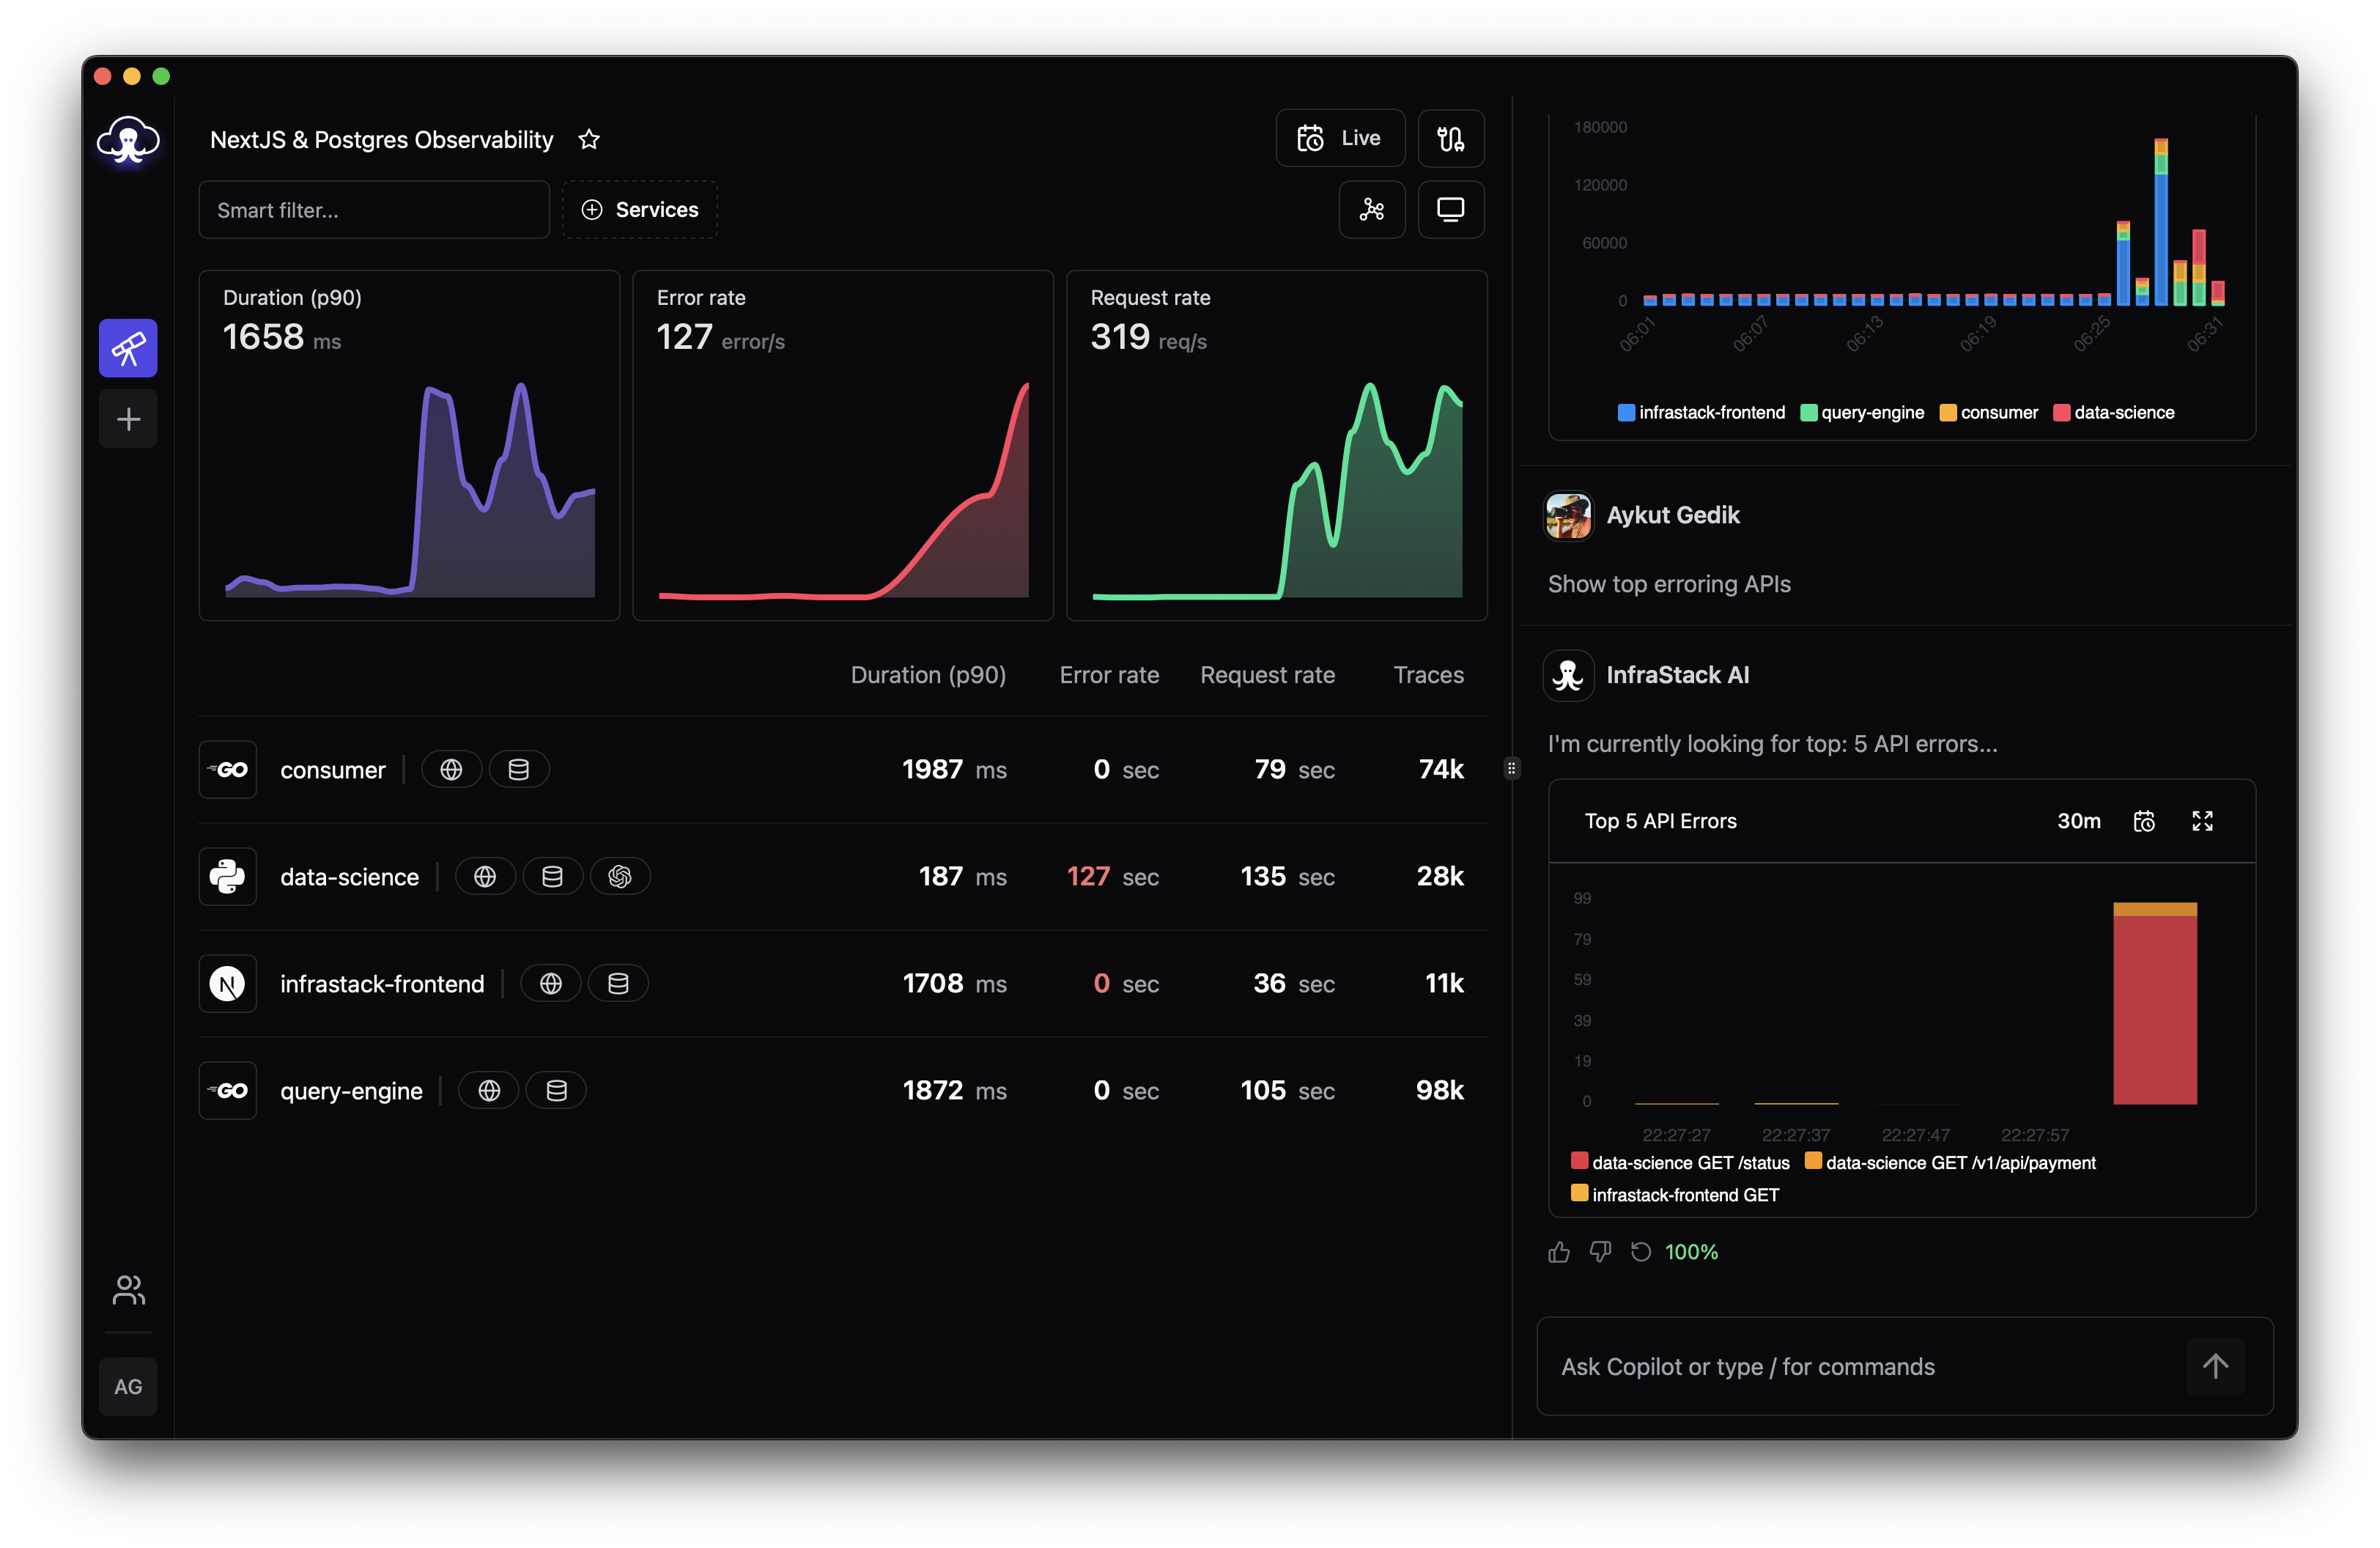 NextJS & Postgres Observability
Live
Smart filter...
Services
Duration (p90)
1658 ms
Error rate
127 error/s
Request rate
319 req/s
Duration (p90) Error rate Request rate Traces
GO consumer 1987 ms 0 sec 79 sec 74k
data-science 187 ms 127 sec 135 sec 28k
N infrastack-frontend 1708 ms 0 sec 36 sec 11k
GO query-engine 1872 ms 0 sec 105 sec 98k
AG
180000
120000
60000
0
06:01 06:07 06:13 06:19 06:25 06:31
infrastack-frontend query-engine consumer data-science
Aykut Gedik
Show top erroring APIs
InfraStack AI
I'm currently looking for top: 5 API errors...
Top 5 API Errors 30m
99
79
59
39
19
0
22:27:27 22:27:37 22:27:47 22:27:57
data-science GET /status data-science GET /v1/api/payment
infrastack-frontend GET
100%
Ask Copilot or type / for commands